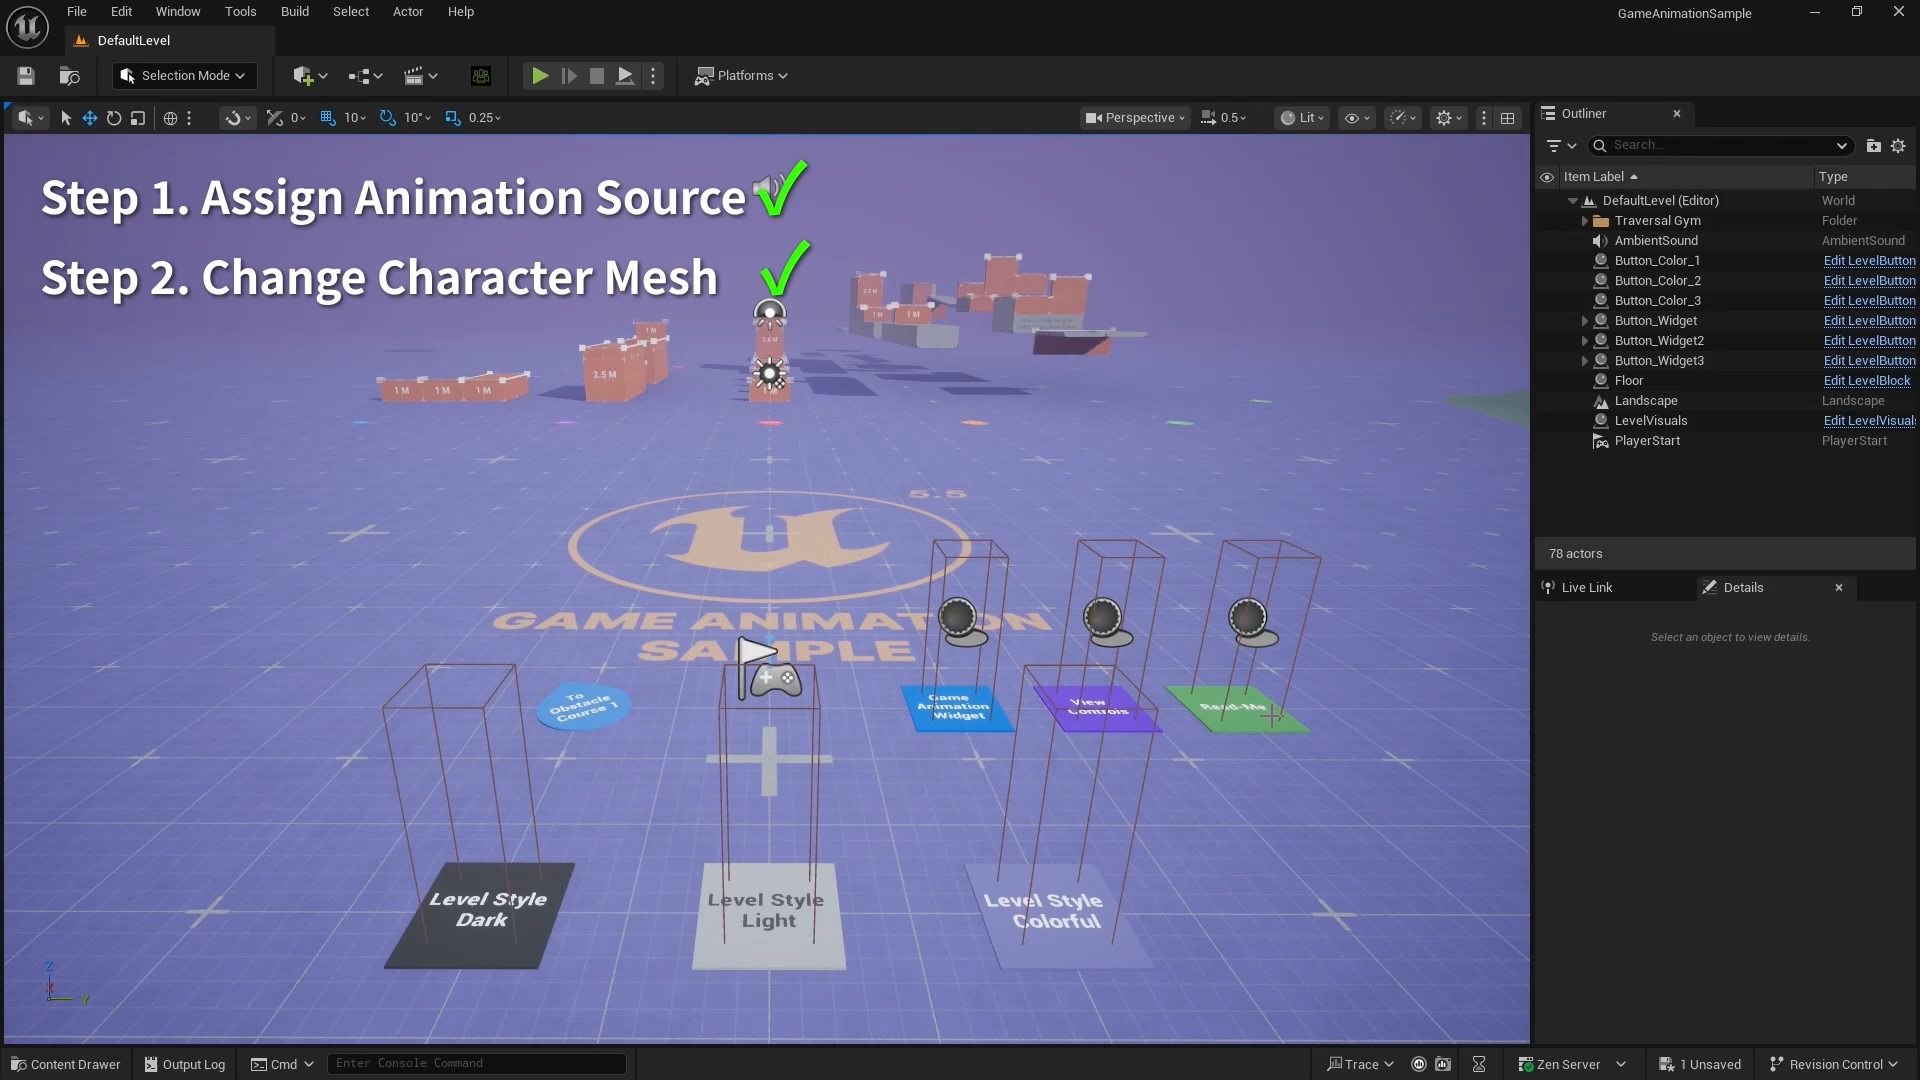 File Edit Window Tools Build Select Actor Help
GameAnimationSample
DefaultLevel
Selection Mode
Platforms
0
10
10°
0.25
Perspective
0.5
Lit
Step 1. Assign Animation Source
Step 2. Change Character Mesh
1 M
1 M
1 M
2.5 M
1 M
1 M
1 M
5.5
GAME ANIMATION
SAMPLE
To
Obstacle
Course 1
Game
Animation
Widget
View
Controls
Read-Me
Level Style
Dark
Level Style
Light
Level Style
Colorful
Z
X
Y
Outliner
Search...
Item Label Type
DefaultLevel (Editor) World
Traversal Gym Folder
AmbientSound AmbientSound
Button_Color_1 Edit LevelButton
Button_Color_2 Edit LevelButton
Button_Color_3 Edit LevelButton
Button_Widget Edit LevelButton
Button_Widget2 Edit LevelButton
Button_Widget3 Edit LevelButton
Floor Edit LevelBlock
Landscape Landscape
LevelVisuals Edit LevelVisuals
PlayerStart PlayerStart
78 actors
Live Link Details
Select an object to view details.
Content Drawer Output Log Cmd Enter Console Command
Trace Zen Server 1 Unsaved Revision Control